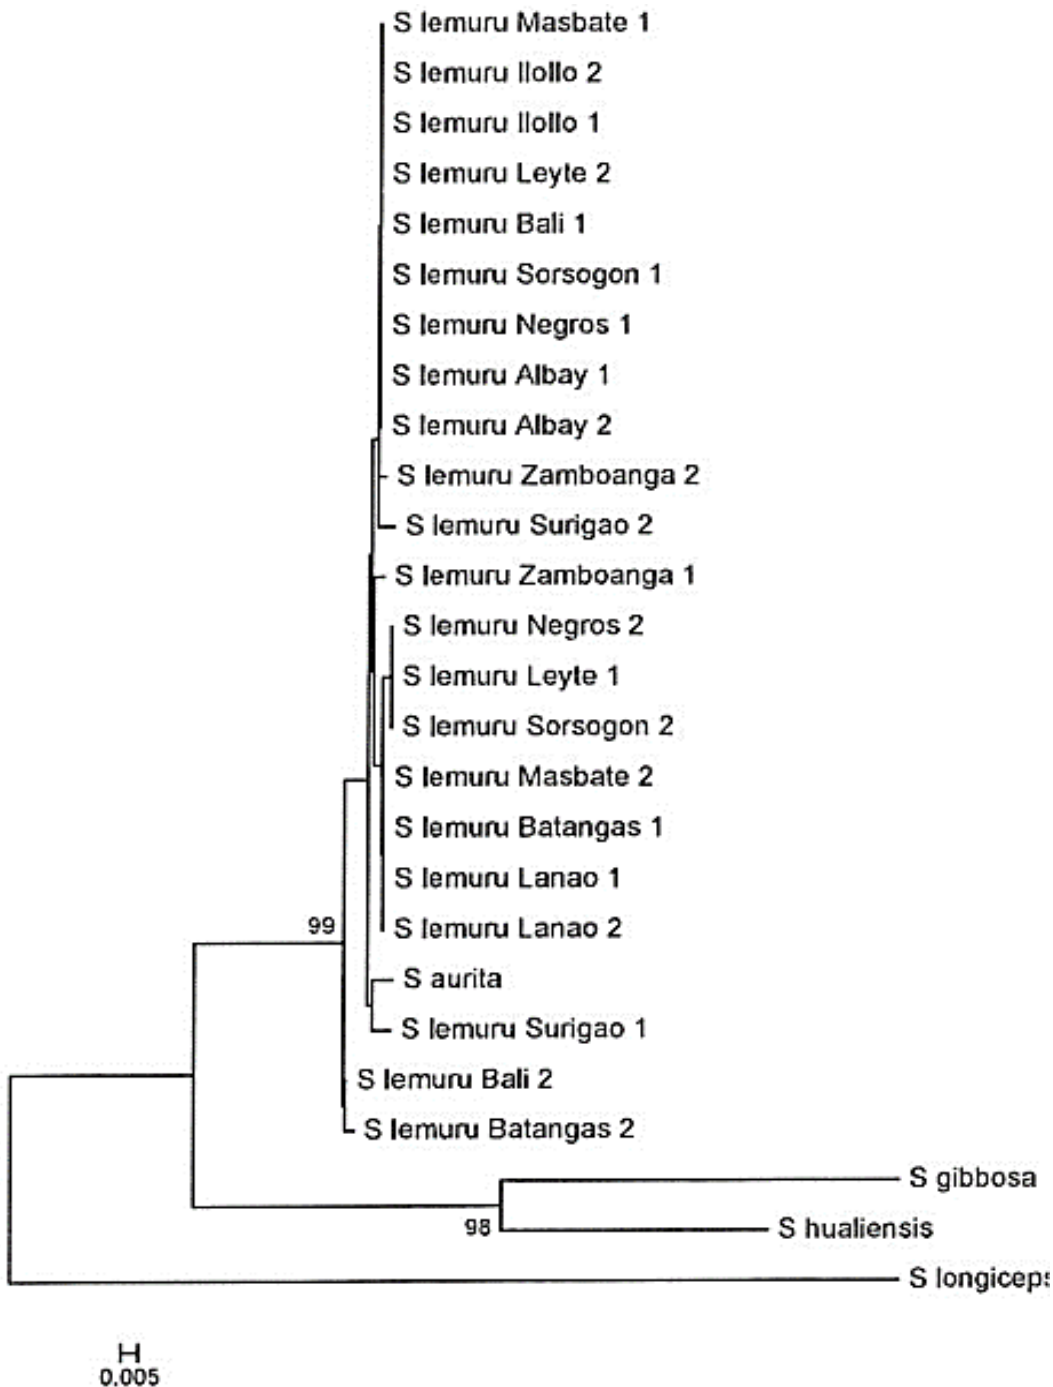 S lemuru Masbate 1
S lemuru Ilollo 2
S lemuru Ilollo 1
S lemuru Leyte 2
S lemuru Bali 1
S lemuru Sorsogon 1
S lemuru Negros 1
S lemuru Albay 1
S lemuru Albay 2
S lemuru Zamboanga 2
S lemuru Surigao 2
S lemuru Zamboanga 1
S lemuru Negros 2
S lemuru Leyte 1
S lemuru Sorsogon 2
S lemuru Masbate 2
S lemuru Batangas 1
S lemuru Lanao 1
S lemuru Lanao 2
99
S aurita
S lemuru Surigao 1
S lemuru Bali 2
S lemuru Batangas 2
S gibbosa
98
S hualiensis
S longiceps
0.005